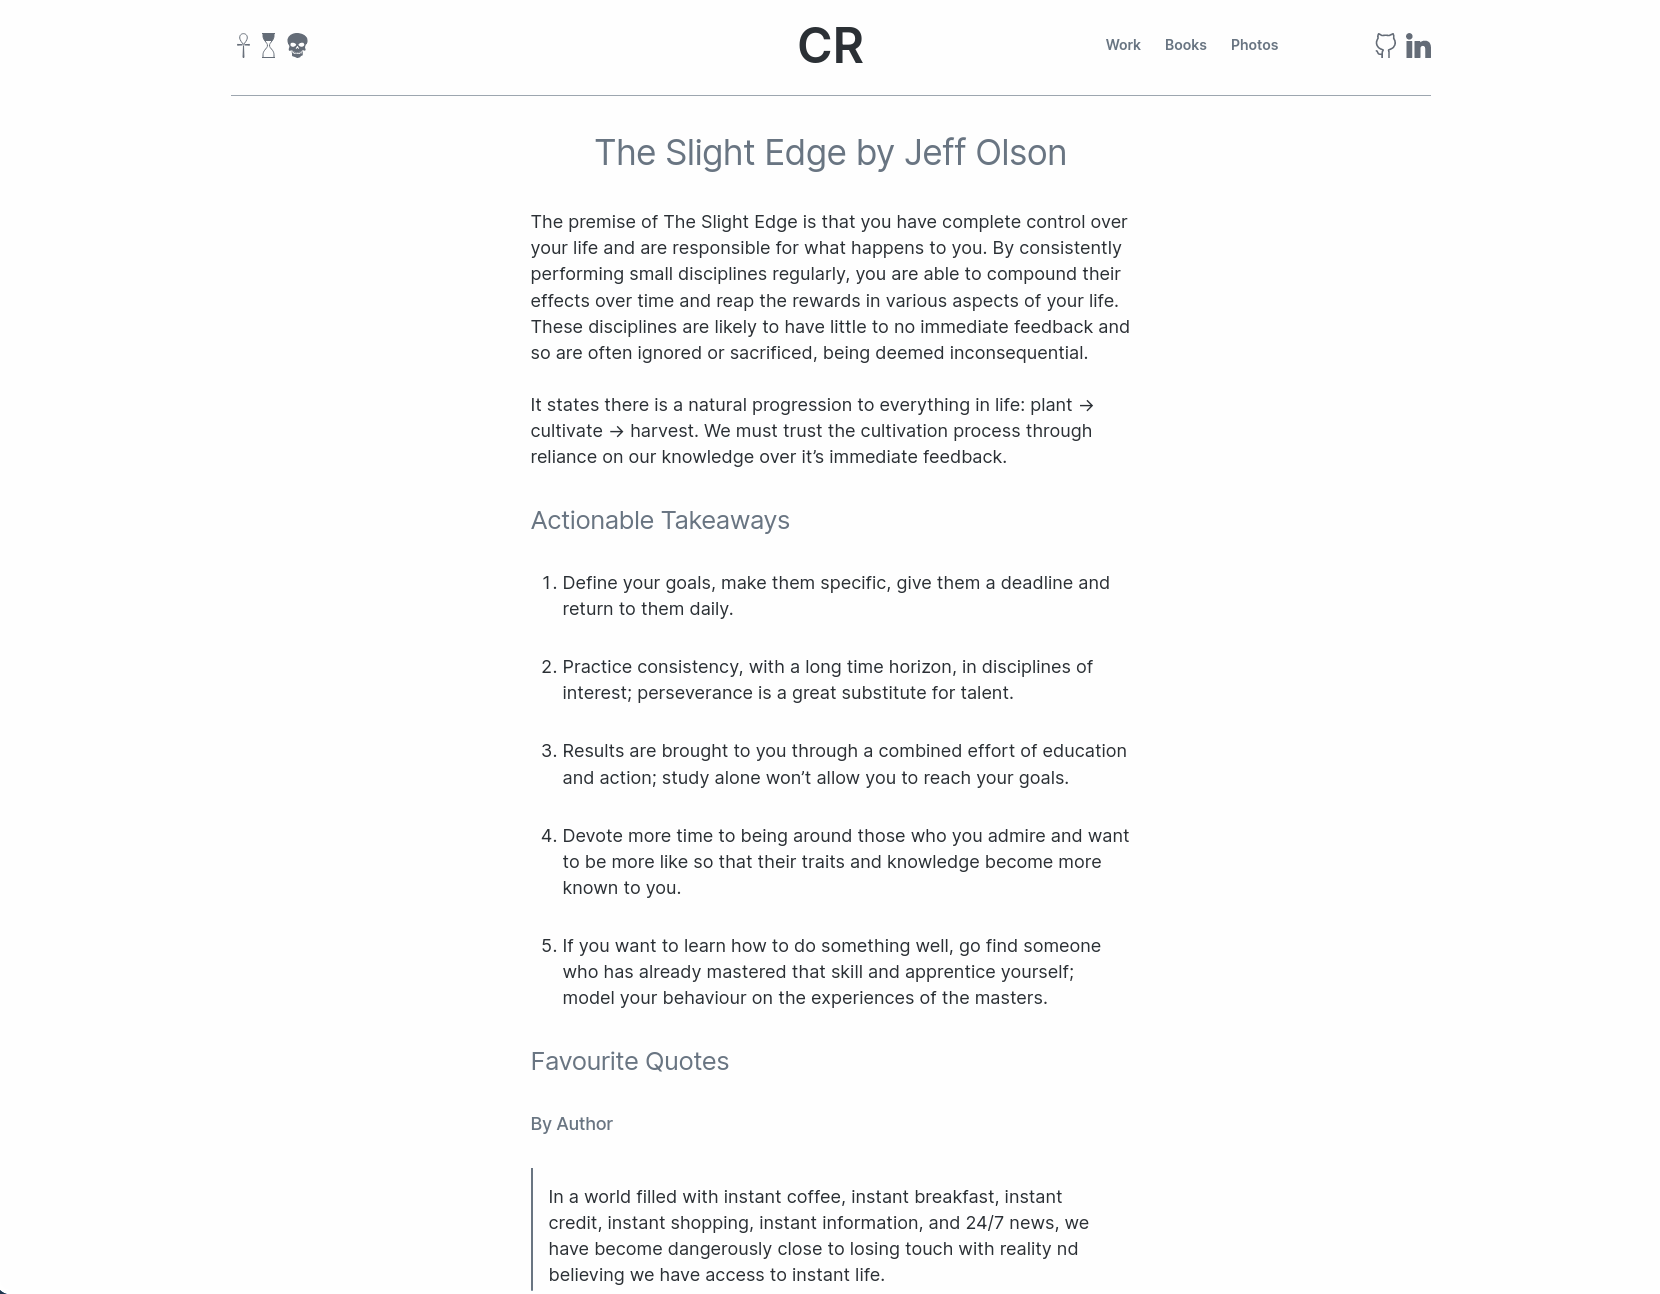 CR
Work Books Photos
The Slight Edge by Jeff Olson
The premise of The Slight Edge is that you have complete control over
your life and are responsible for what happens to you. By consistently
performing small disciplines regularly, you are able to compound their
effects over time and reap the rewards in various aspects of your life.
These disciplines are likely to have little to no immediate feedback and
so are often ignored or sacrificed, being deemed inconsequential.
It states there is a natural progression to everything in life: plant →
cultivate → harvest. We must trust the cultivation process through
reliance on our knowledge over it’s immediate feedback.
Actionable Takeaways
1. Define your goals, make them specific, give them a deadline and
return to them daily.
2. Practice consistency, with a long time horizon, in disciplines of
interest; perseverance is a great substitute for talent.
3. Results are brought to you through a combined effort of education
and action; study alone won’t allow you to reach your goals.
4. Devote more time to being around those who you admire and want
to be more like so that their traits and knowledge become more
known to you.
5. If you want to learn how to do something well, go find someone
who has already mastered that skill and apprentice yourself;
model your behaviour on the experiences of the masters.
Favourite Quotes
By Author
In a world filled with instant coffee, instant breakfast, instant
credit, instant shopping, instant information, and 24/7 news, we
have become dangerously close to losing touch with reality nd
believing we have access to instant life.